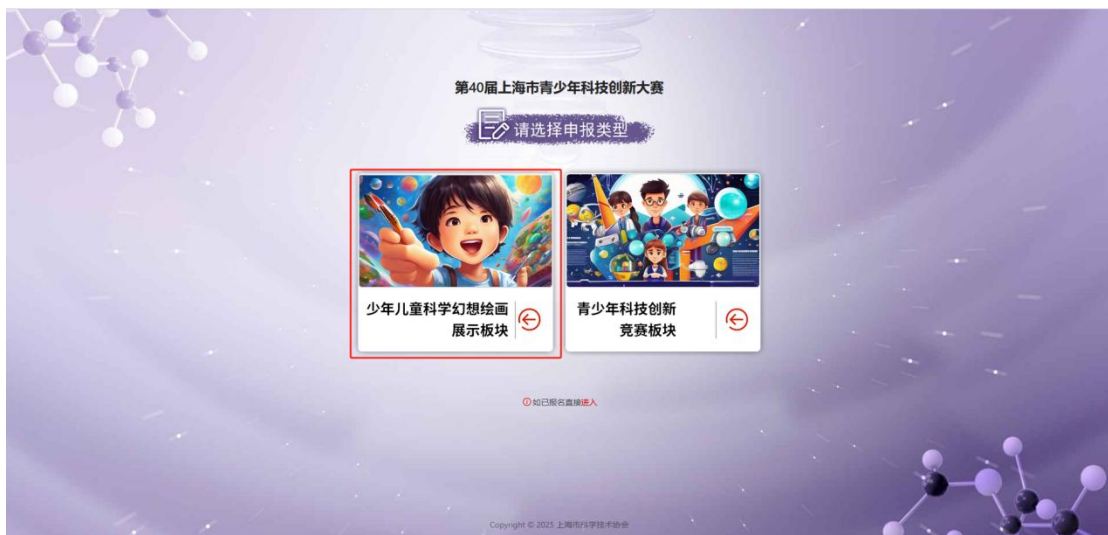 第40届上海市青少年科技创新大赛
请选择申报类型
少年儿童科学幻想绘画
展示板块
青少年科技创新
竞赛板块
如已报名直接进入
Copyright © 2025 上海市科学技术协会